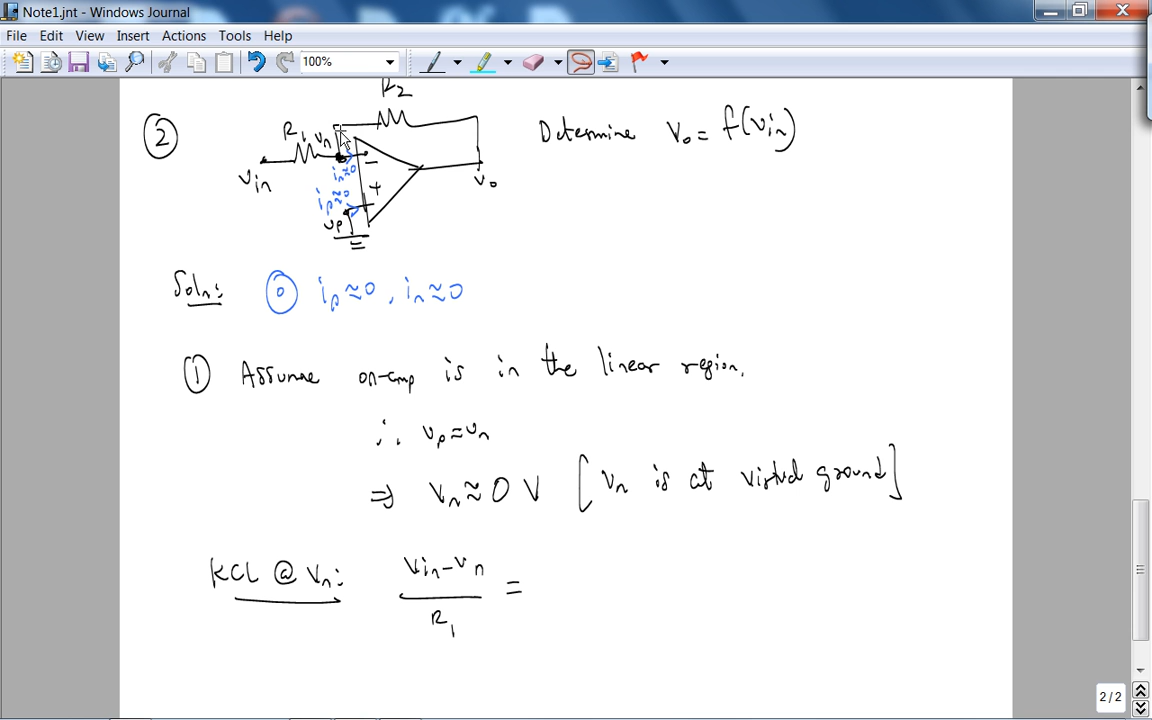 Note1.jnt - Windows Journal
File Edit View Insert Actions Tools Help
100%
R2
② R1 vn Determine vo = f(vin)
−
vin in≈0 vo
ip≈0 +
vp
Soln: ⓪ ip≈0, in≈0
① Assume op-amp is in the linear region.
∴ vp≈vn
⇒ vn≈0 V [vn is at virtual ground]
KCL @ vn: vin-vn =
R1
2/2